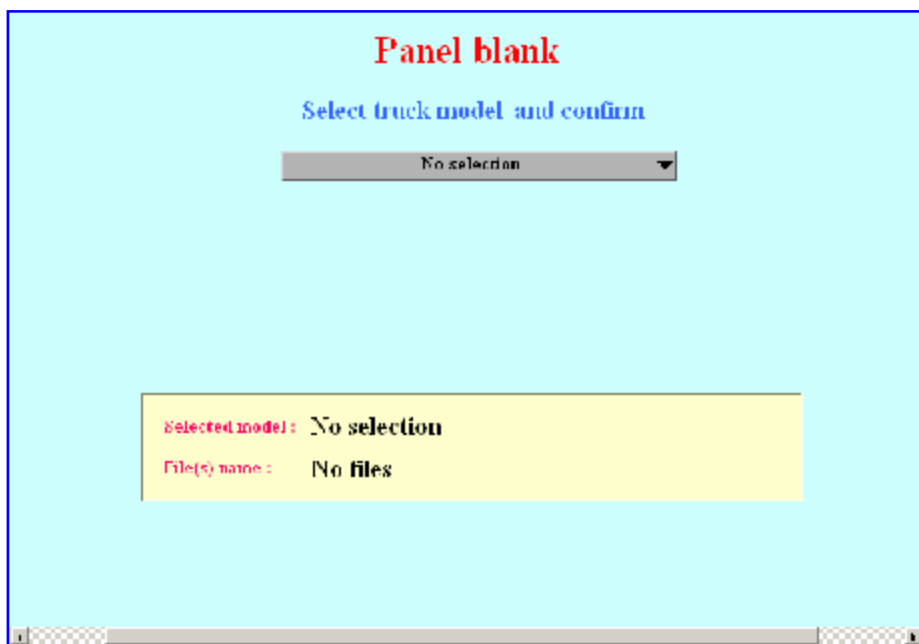 Panel blank
Select truck model and confirm
No selection
Selected model : No selection
File(s) name : No files